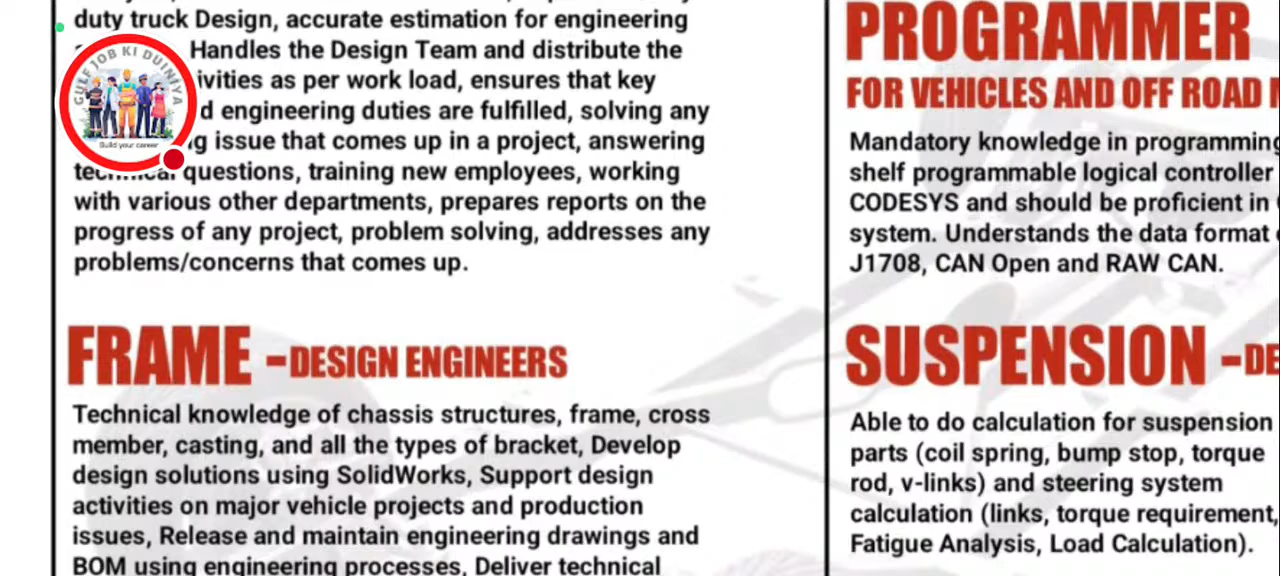 duty truck Design, accurate estimation for engineering
Handles the Design Team and distribute the
ivities as per work load, ensures that key
d engineering duties are fulfilled, solving any
g issue that comes up in a project, answering
technical questions, training new employees, working
with various other departments, prepares reports on the
progress of any project, problem solving, addresses any
problems/concerns that comes up.
GULF JOB KI DUINIYA
Build your career
FRAME -DESIGN ENGINEERS
Technical knowledge of chassis structures, frame, cross
member, casting, and all the types of bracket, Develop
design solutions using SolidWorks, Support design
activities on major vehicle projects and production
issues, Release and maintain engineering drawings and
BOM using engineering processes, Deliver technical
PROGRAMMER
FOR VEHICLES AND OFF ROAD
Mandatory knowledge in programming
shelf programmable logical controller
CODESYS and should be proficient in
system. Understands the data format
J1708, CAN Open and RAW CAN.
SUSPENSION -DE
Able to do calculation for suspension
parts (coil spring, bump stop, torque
rod, v-links) and steering system
calculation (links, torque requirement,
Fatigue Analysis, Load Calculation).